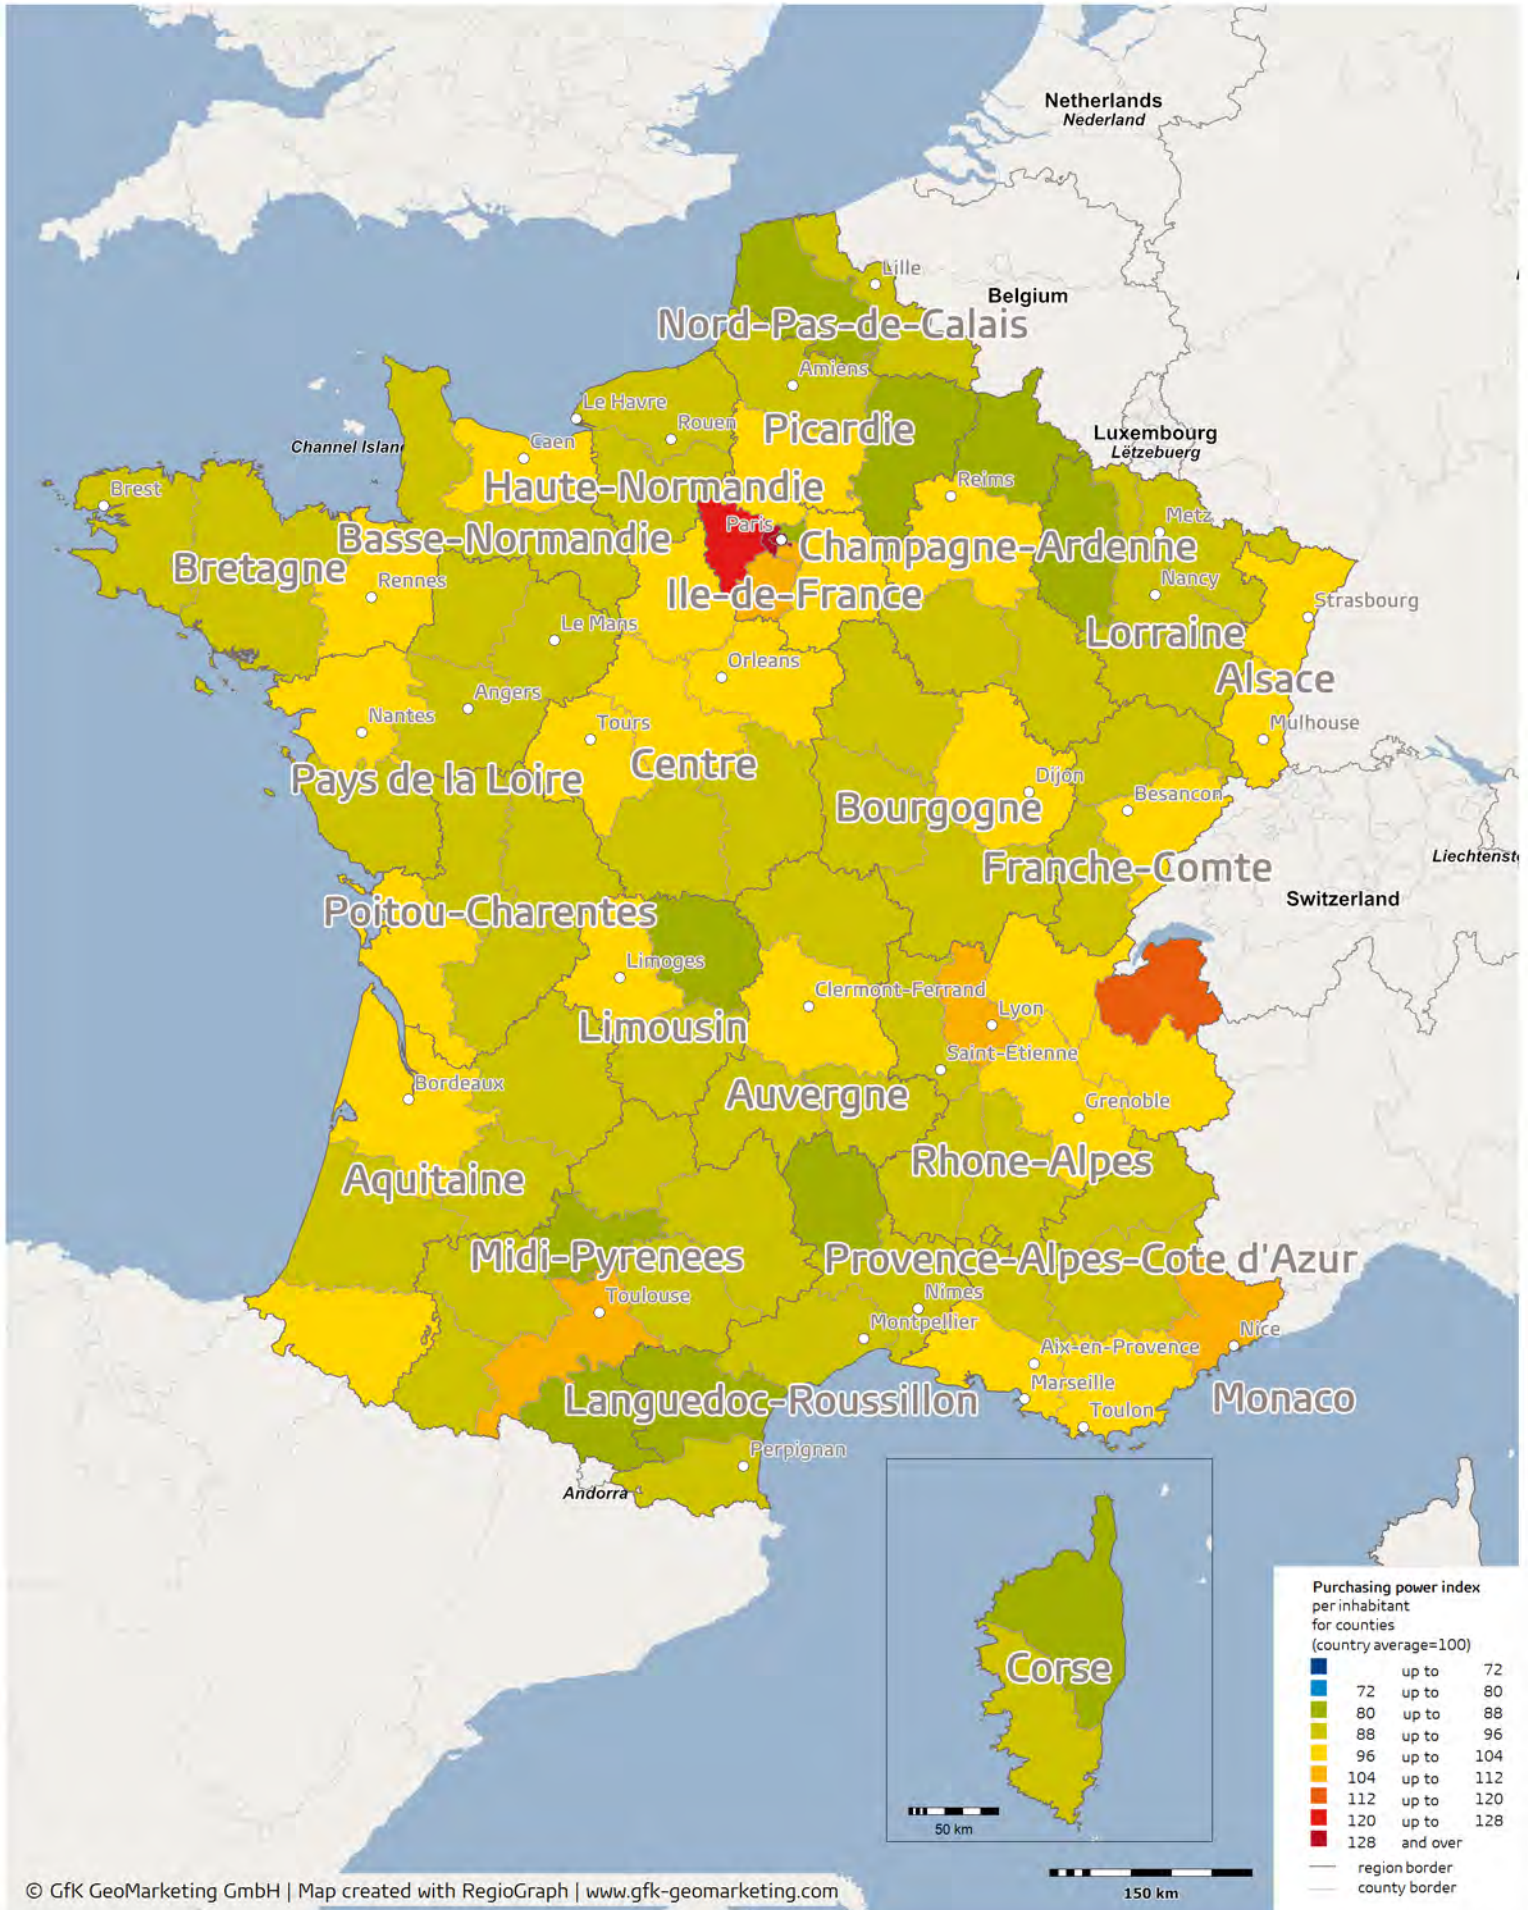 Netherlands
Nederland
Lille
Belgium
Nord-Pas-de-Calais
Amiens
Le Havre
Rouen
Picardie
Luxembourg
Lëtzebuerg
Channel Islan
Caen
Reims
Brest
Haute-Normandie
Metz
Paris
Basse-Normandie
Champagne-Ardenne
Bretagne
Rennes
Nancy
Ile-de-France
Strasbourg
Le Mans
Lorraine
Orleans
Alsace
Angers
Nantes
Tours
Mulhouse
Centre
Pays de la Loire
Dijon
Besancon
Bourgogne
Liechtenste
Franche-Comte
Switzerland
Poitou-Charentes
Limoges
Clermont-Ferrand
Lyon
Limousin
Saint-Etienne
Bordeaux
Auvergne
Grenoble
Rhone-Alpes
Aquitaine
Midi-Pyrenees
Provence-Alpes-Cote d'Azur
Toulouse
Nimes
Montpellier
Nice
Aix-en-Provence
Marseille
Languedoc-Roussillon
Monaco
Toulon
Perpignan
Andorra
Corse
50 km
Purchasing power index
per inhabitant
for counties
(country average=100)
up to 72
72 up to 80
80 up to 88
88 up to 96
96 up to 104
104 up to 112
112 up to 120
120 up to 128
128 and over
region border
county border
150 km
© GfK GeoMarketing GmbH | Map created with RegioGraph | www.gfk-geomarketing.com